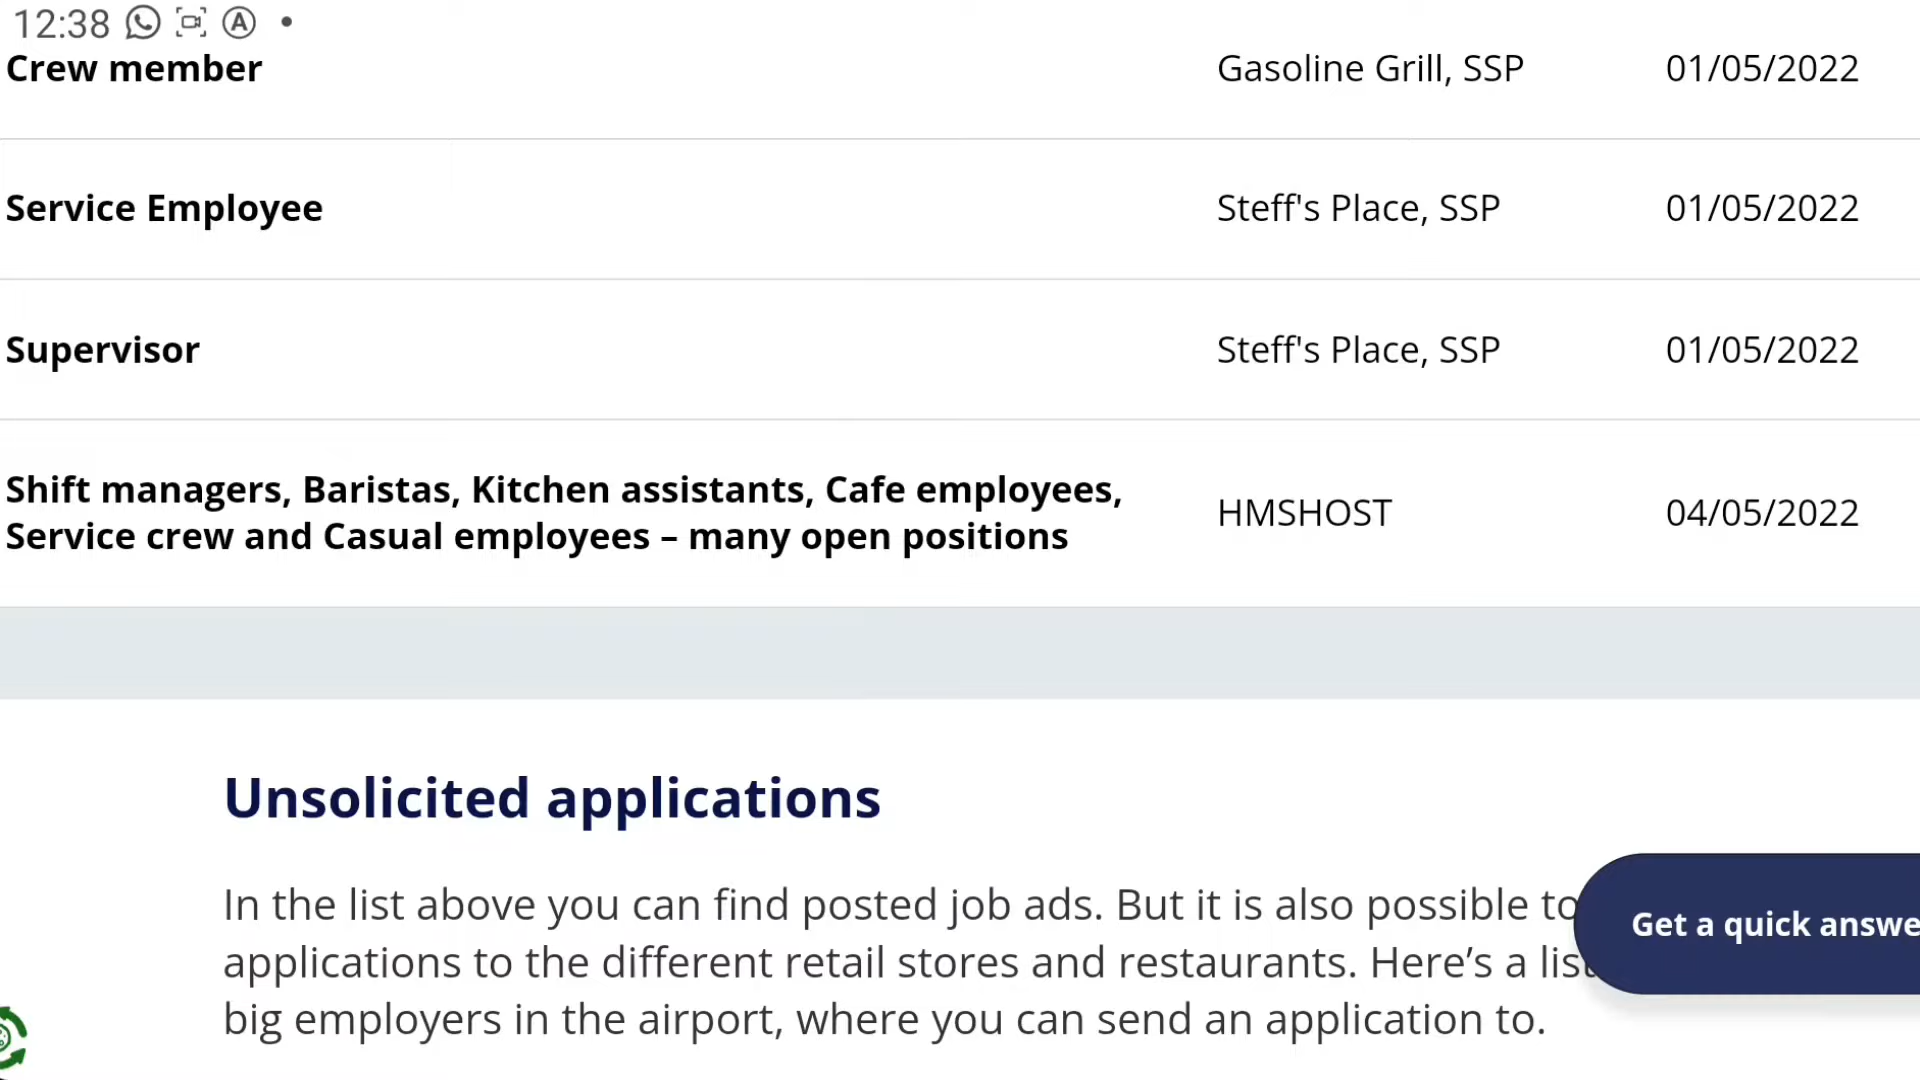 12:38
Crew member Gasoline Grill, SSP 01/05/2022
Service Employee Steff's Place, SSP 01/05/2022
Supervisor Steff's Place, SSP 01/05/2022
Shift managers, Baristas, Kitchen assistants, Cafe employees,
Service crew and Casual employees – many open positions HMSHOST 04/05/2022
Unsolicited applications
In the list above you can find posted job ads. But it is also possible to
applications to the different retail stores and restaurants. Here’s a list
big employers in the airport, where you can send an application to.
Get a quick answe